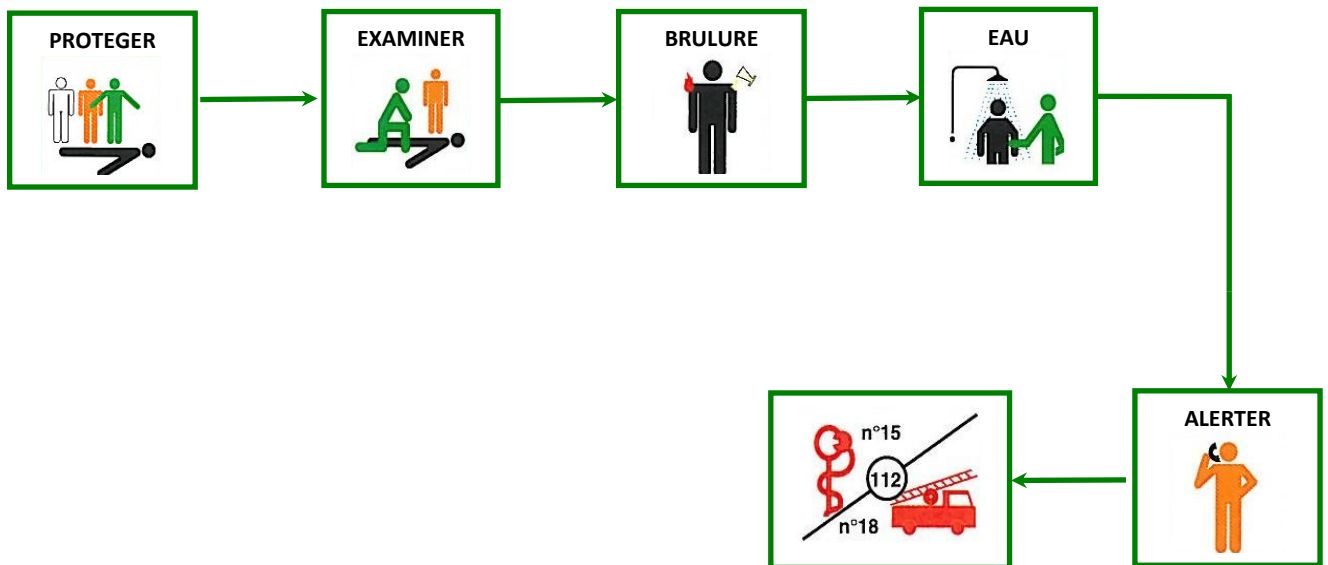 PROTEGER
EXAMINER
BRULURE
EAU
ALERTER
n°15
112
n°18